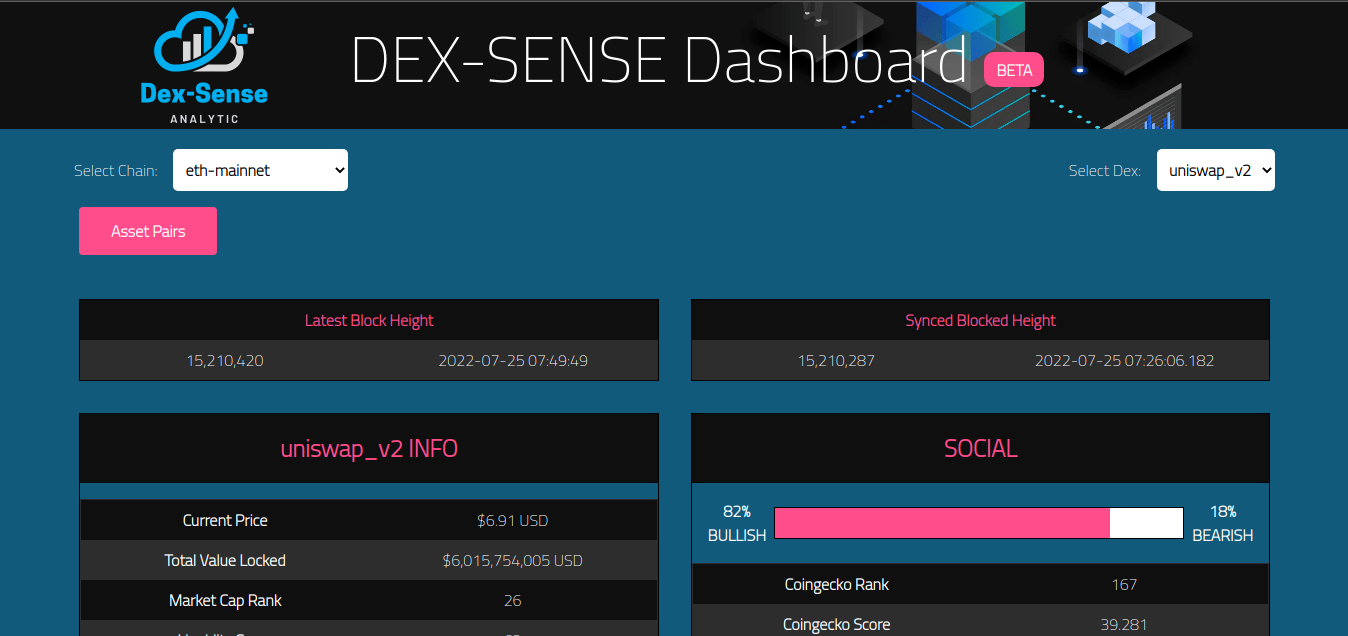 Dex-Sense
ANALYTIC
DEX-SENSE Dashboard
BETA
Select Chain:
eth-mainnet
Select Dex:
uniswap_v2
Asset Pairs
Latest Block Height
15,210,420
2022-07-25 07:49:49
Synced Blocked Height
15,210,287
2022-07-25 07:26:06.182
uniswap_v2 INFO
Current Price
$6.91 USD
Total Value Locked
$6,015,754,005 USD
Market Cap Rank
26
SOCIAL
82%
BULLISH
18%
BEARISH
Coingecko Rank
167
Coingecko Score
39.281